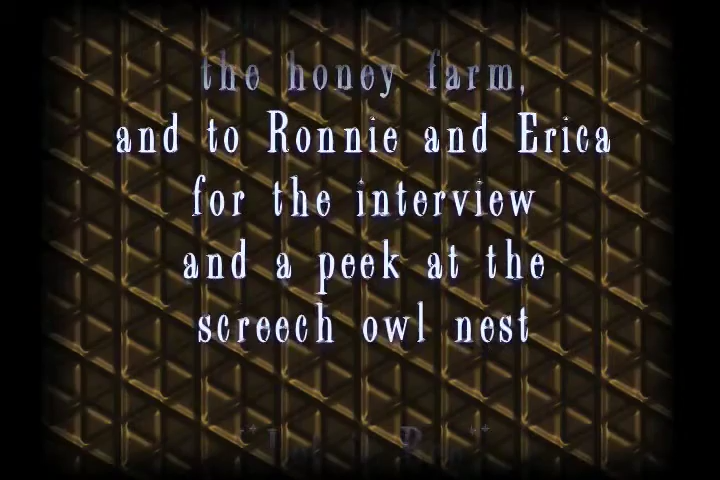 the honey farm,
and to Ronnie and Erica
for the interview
and a peek at the
screech owl nest